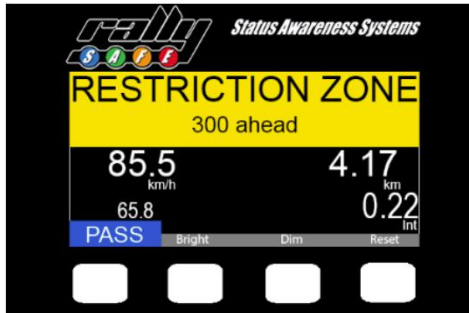 rally Status Awareness Systems
SAFE
RESTRICTION ZONE
300 ahead
85.5 km/h 4.17 km
65.8 0.22 Int
PASS Bright Dim Reset